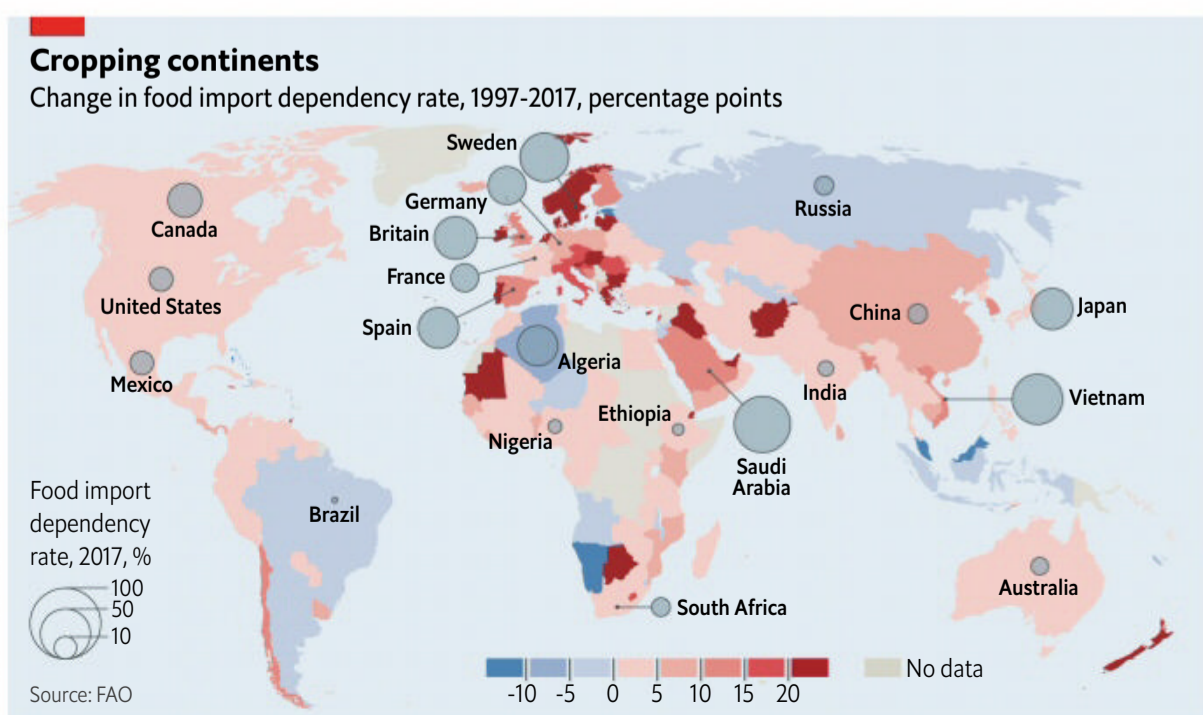 Cropping continents
Change in food import dependency rate, 1997-2017, percentage points
Sweden
Germany
Britain
France
Spain
Canada
United States
Mexico
Russia
China
Japan
Algeria
India
Vietnam
Ethiopia
Nigeria
Saudi
Arabia
Brazil
Australia
South Africa
Food import
dependency
rate, 2017, %
100
50
10
-10 -5 0 5 10 15 20
No data
Source: FAO